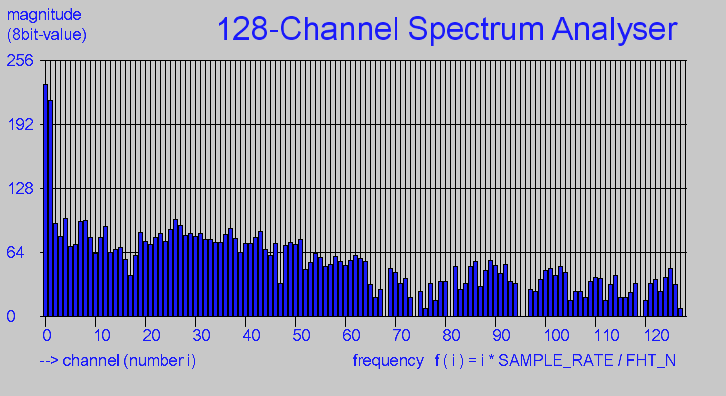 magnitude
(8bit-value)
128-Channel Spectrum Analyser
256
192
128
64
0
0 10 20 30 40 50 60 70 80 90 100 110 120
--> channel (number i)
frequency f ( i ) = i * SAMPLE_RATE / FHT_N